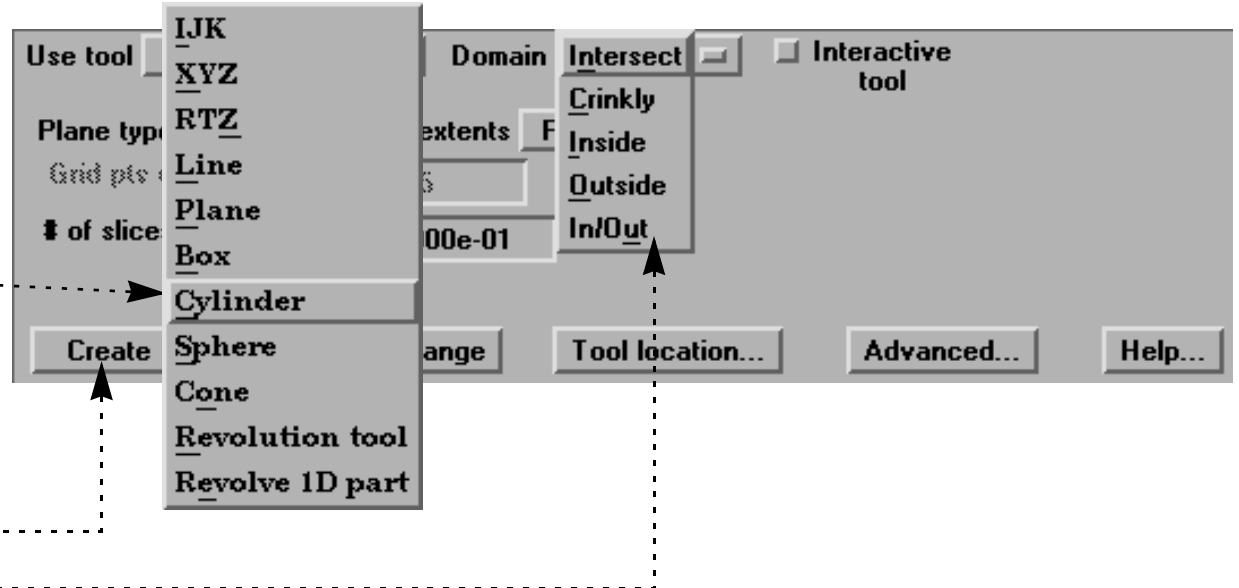 Use tool
Domain
Interactive
tool
Plane type
extents
Grid pts
# of slices
00e-01
Create
ange
Tool location...
Advanced...
Help...
IJK
XYZ
RTZ
Line
Plane
Box
Cylinder
Sphere
Cone
Revolution tool
Revolve 1D part
Intersect
Crinkly
Inside
Outside
In/Out